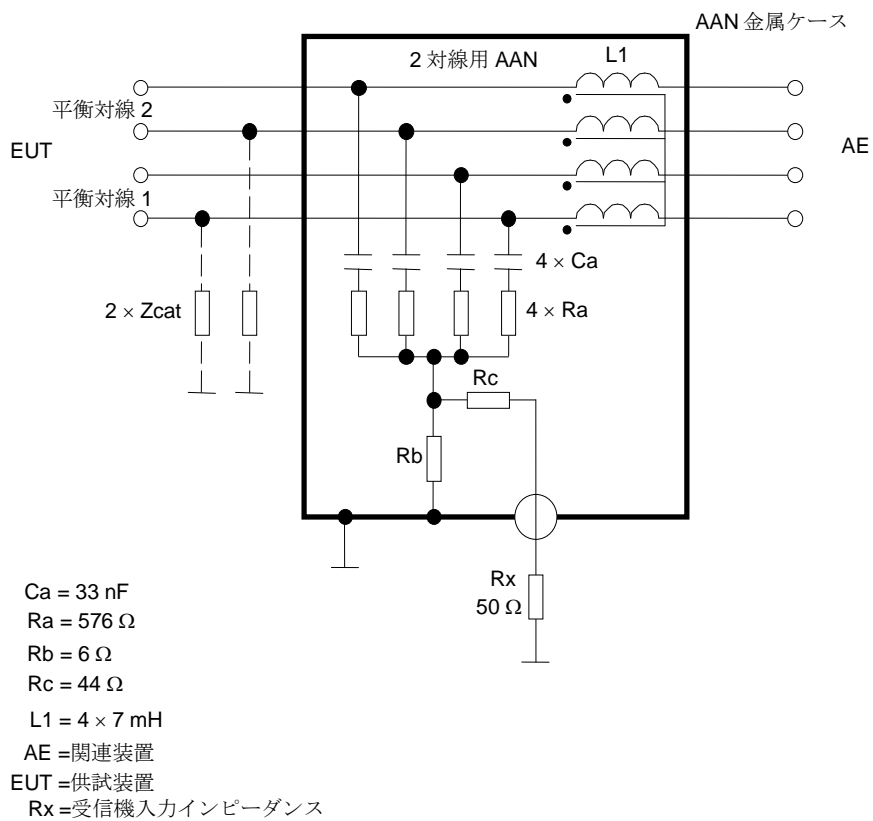 AAN 金属ケース
2 対線用 AAN
L1
平衡対線 2
EUT
AE
平衡対線 1
4 × Ca
2 × Zcat
4 × Ra
Rc
Rb
Rx
50 Ω
Ca = 33 nF
Ra = 576 Ω
Rb = 6 Ω
Rc = 44 Ω
L1 = 4 × 7 mH
AE =関連装置
EUT =供試装置
Rx =受信機入力インピーダンス